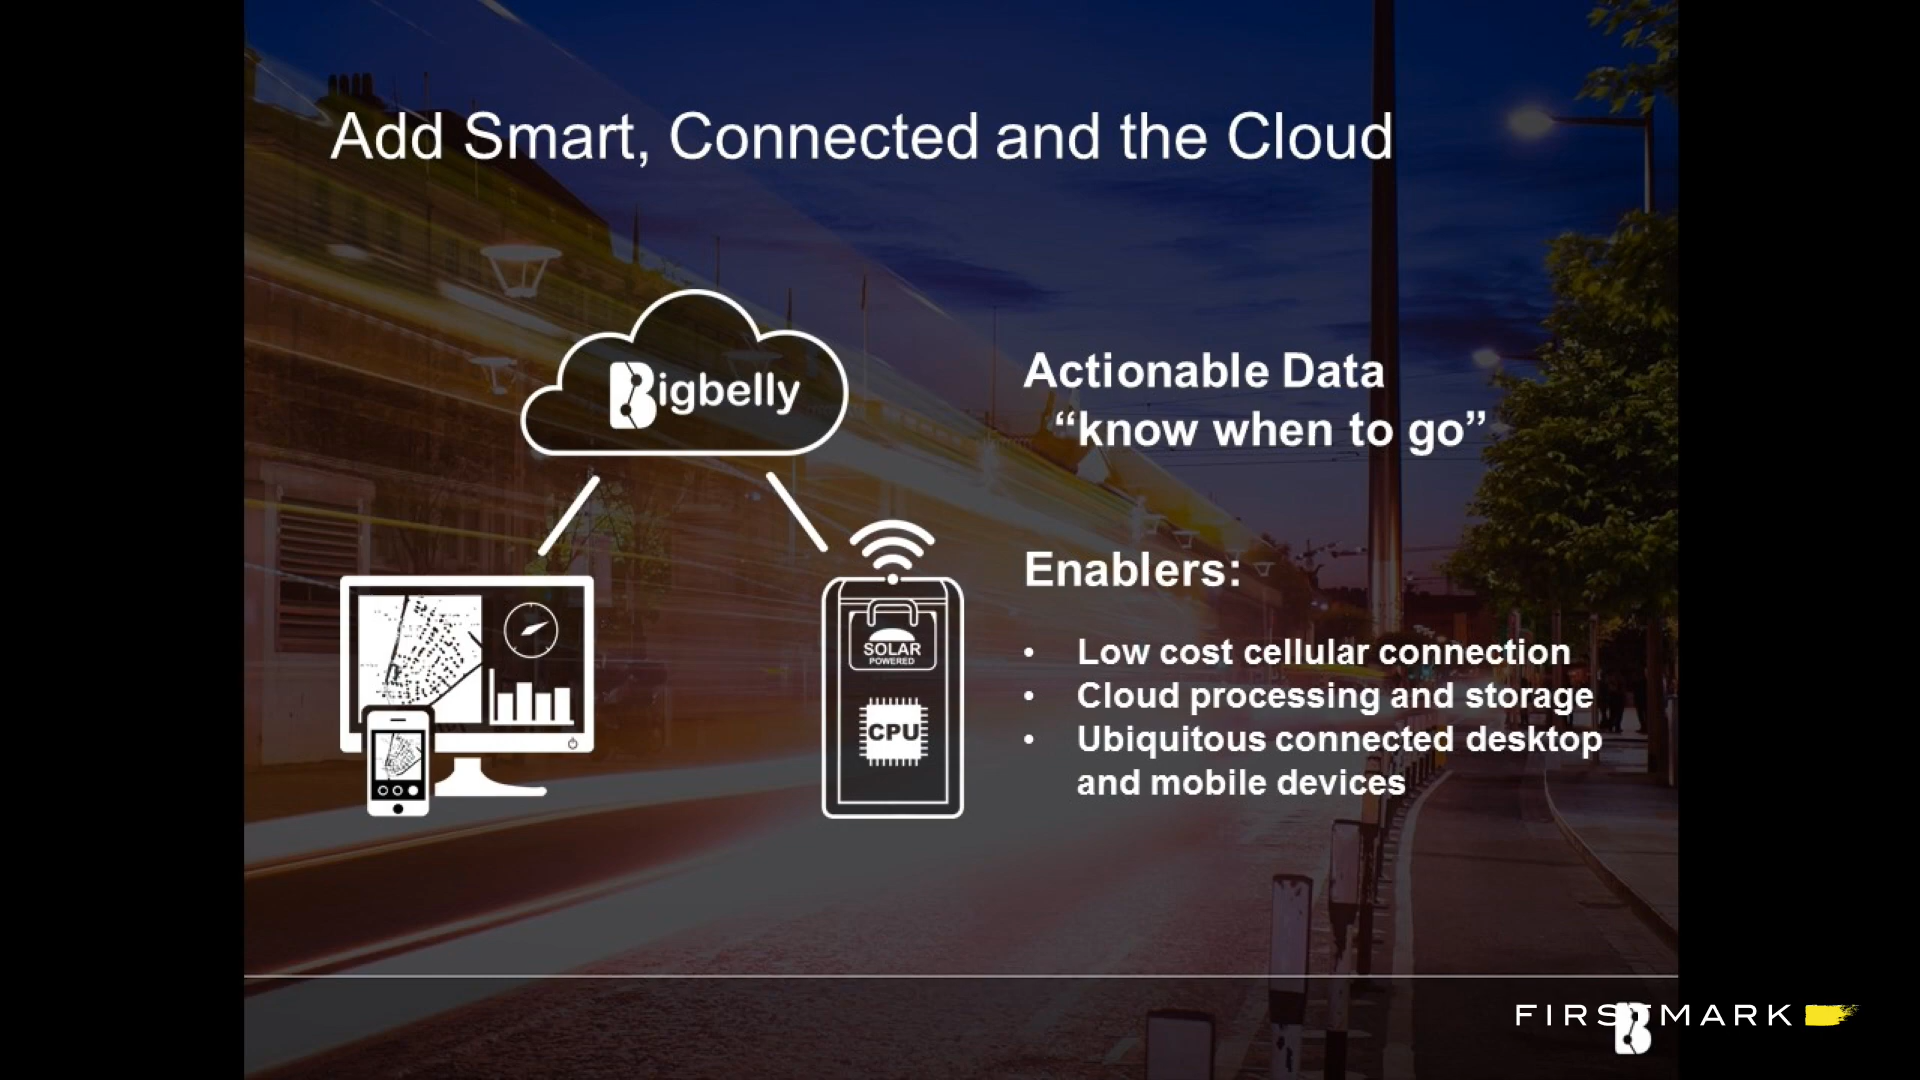 Add Smart, Connected and the Cloud
Bigbelly
Actionable Data
“know when to go”
Enablers:
SOLAR
POWERED
CPU
• Low cost cellular connection
• Cloud processing and storage
• Ubiquitous connected desktop
and mobile devices
FIRSTMARK
B